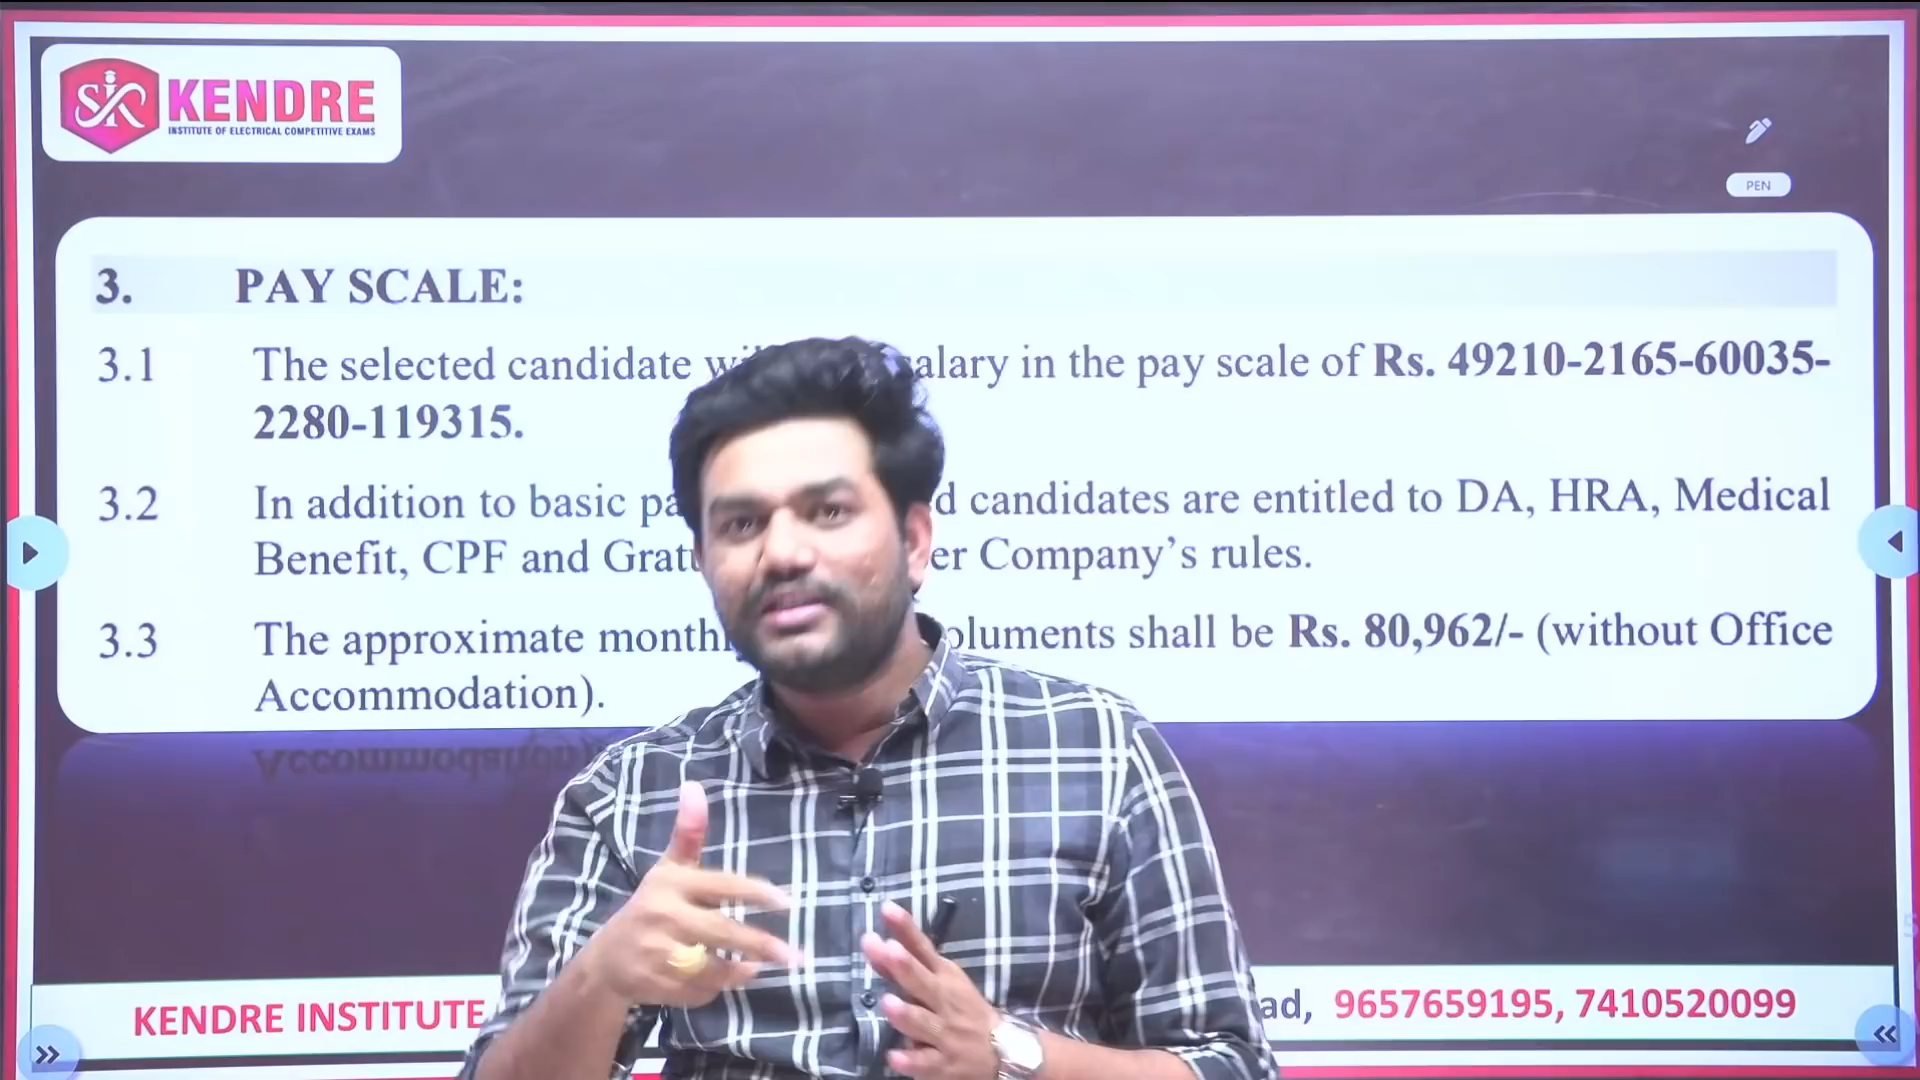 SK KENDRE
INSTITUTE OF ELECTRICAL COMPETITIVE EXAMS
PEN
3. PAY SCALE:
3.1 The selected candidate salary in the pay scale of Rs. 49210-2165-60035-
2280-119315.
3.2 In addition to basic candidates are entitled to DA, HRA, Medical
Benefit, CPF and Company's rules.
3.3 The approximate shall be Rs. 80,962/- (without Office
Accommodation).
KENDRE INSTITUTE 9657659195, 7410520099